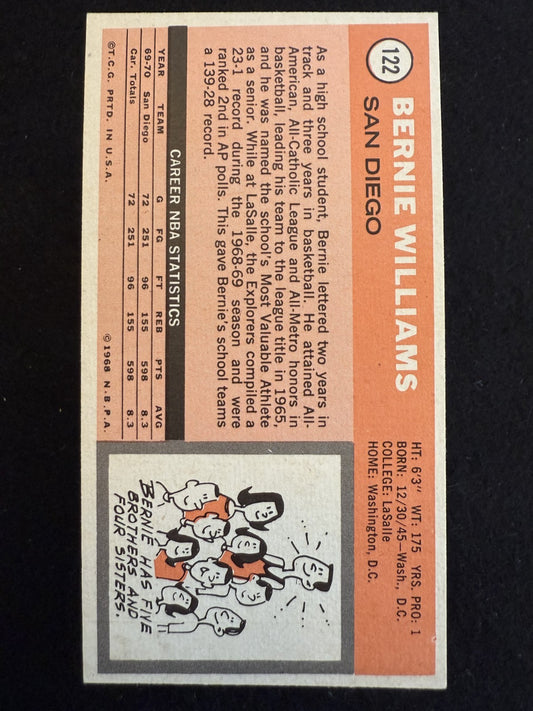 122
BERNIE WILLIAMS
SAN DIEGO
HT: 6'3" WT: 175 YRS. PRO: 1
BORN: 12/30/45—Wash., D.C.
COLLEGE: LaSalle
HOME: Washington, D.C.
As a high school student, Bernie lettered two years in
track and three years in basketball. He attained All-
American, All-Catholic League and All-Metro honors in
basketball, leading his team to the league title in 1965,
and he was named the school's Most Valuable Athlete
as a senior. While at LaSalle, the Explorers compiled a
23-1 record during the 1968-69 season and were
ranked 2nd in AP polls. This gave Bernie's school teams
a 139-28 record.
CAREER NBA STATISTICS
YEAR TEAM G FG FT REB PTS AVG
69-70 San Diego 72 251 96 155 598 8.3
Car. Totals 72 251 96 155 598 8.3
©T.C.G. PRTD. IN U.S.A. ©1968 N.B.P.A.
BERNIE HAS FIVE
BROTHERS AND
FOUR SISTERS.